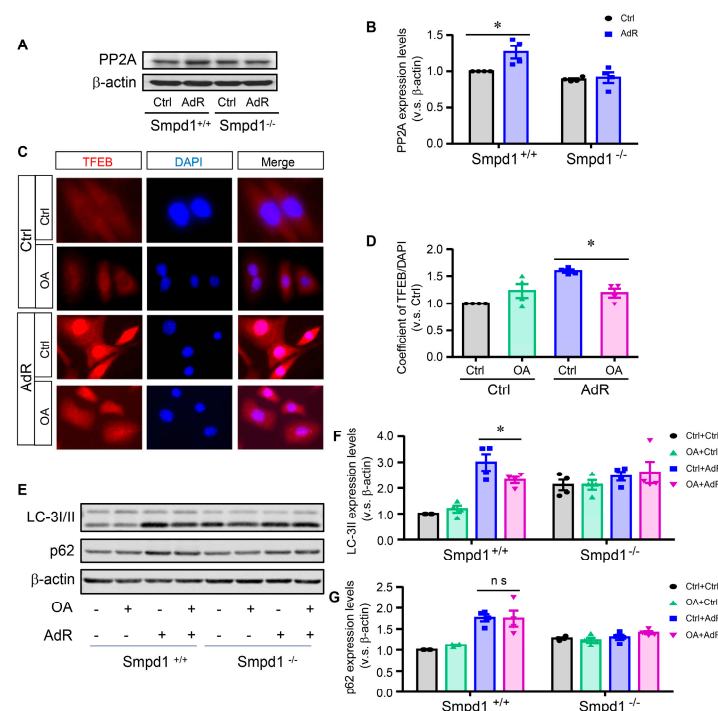 A
PP2A
β-actin
Ctrl AdR Ctrl AdR
Smpd1+/+ Smpd1-/-
B
PP2A expression levels
(v.s. β-actin)
1.5
1.0
0.5
0.0
*
Ctrl
AdR
Smpd1 +/+ Smpd1 -/-
C
TFEB DAPI Merge
Ctrl
Ctrl
OA
AdR
Ctrl
OA
D
Coefficient of TFEB/DAPI
(v.s. Ctrl)
2.0
1.5
1.0
0.5
0.0
*
Ctrl OA Ctrl OA
Ctrl AdR
E
LC-3I/II
p62
β-actin
OA - + - + - + - +
AdR - - + + - - + +
Smpd1 +/+ Smpd1 -/-
F
LC-3II expression levels
(v.s. β-actin)
4.0
3.0
2.0
1.0
0.0
*
Ctrl+Ctrl
OA+Ctrl
Ctrl+AdR
OA+AdR
Smpd1 +/+ Smpd1 -/-
G
p62 expression levels
(v.s. β-actin)
2.5
2.0
1.5
1.0
0.5
0.0
n s
Ctrl+Ctrl
OA+Ctrl
Ctrl+AdR
OA+AdR
Smpd1 +/+ Smpd1 -/-